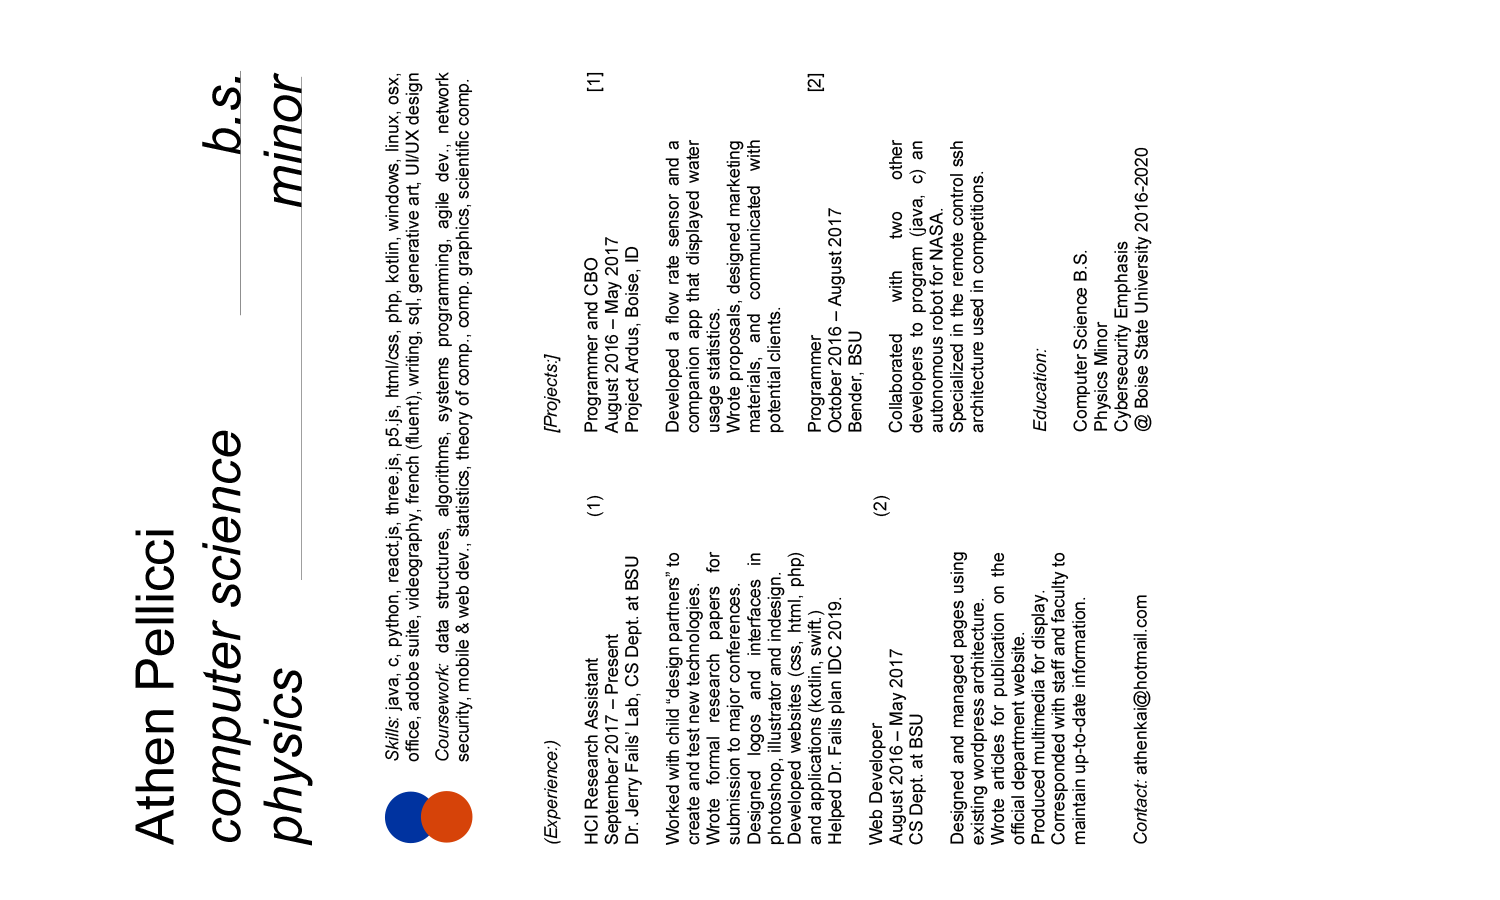 Athen Pellicci
computer science b.s.
physics minor
Skills: java, c, python, react.js, three.js, p5.js, html/css, php, kotlin, windows, linux, osx,
office, adobe suite, videography, french (fluent), writing, sql, generative art, UI/UX design
Coursework: data structures, algorithms, systems programming, agile dev., network
security, mobile & web dev., statistics, theory of comp., comp. graphics, scientific comp.
(Experience:)
HCI Research Assistant (1)
September 2017 – Present
Dr. Jerry Fails’ Lab, CS Dept. at BSU
Worked with child “design partners” to
create and test new technologies.
Wrote formal research papers for
submission to major conferences.
Designed logos and interfaces in
photoshop, illustrator and indesign.
Developed websites (css, html, php)
and applications (kotlin, swift.)
Helped Dr. Fails plan IDC 2019.
Web Developer (2)
August 2016 – May 2017
CS Dept. at BSU
Designed and managed pages using
existing wordpress architecture.
Wrote articles for publication on the
official department website.
Produced multimedia for display.
Corresponded with staff and faculty to
maintain up-to-date information.
Contact: athenkai@hotmail.com
[Projects:]
Programmer and CBO [1]
August 2016 – May 2017
Project Ardus, Boise, ID
Developed a flow rate sensor and a
companion app that displayed water
usage statistics.
Wrote proposals, designed marketing
materials, and communicated with
potential clients.
Programmer [2]
October 2016 – August 2017
Bender, BSU
Collaborated with two other
developers to program (java, c) an
autonomous robot for NASA.
Specialized in the remote control ssh
architecture used in competitions.
Education:
Computer Science B.S.
Physics Minor
Cybersecurity Emphasis
@ Boise State University 2016-2020